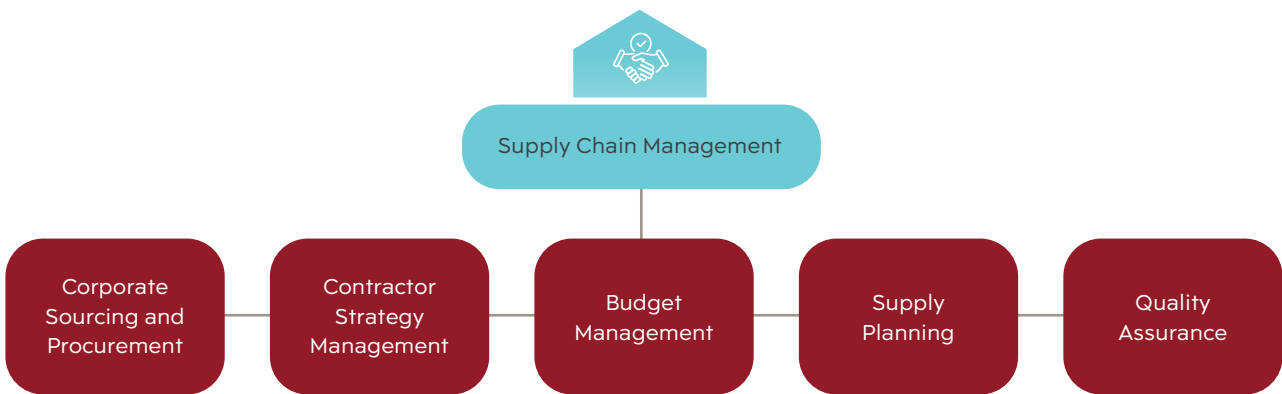 Supply Chain Management
Corporate
Sourcing and
Procurement
Contractor
Strategy
Management
Budget
Management
Supply
Planning
Quality
Assurance